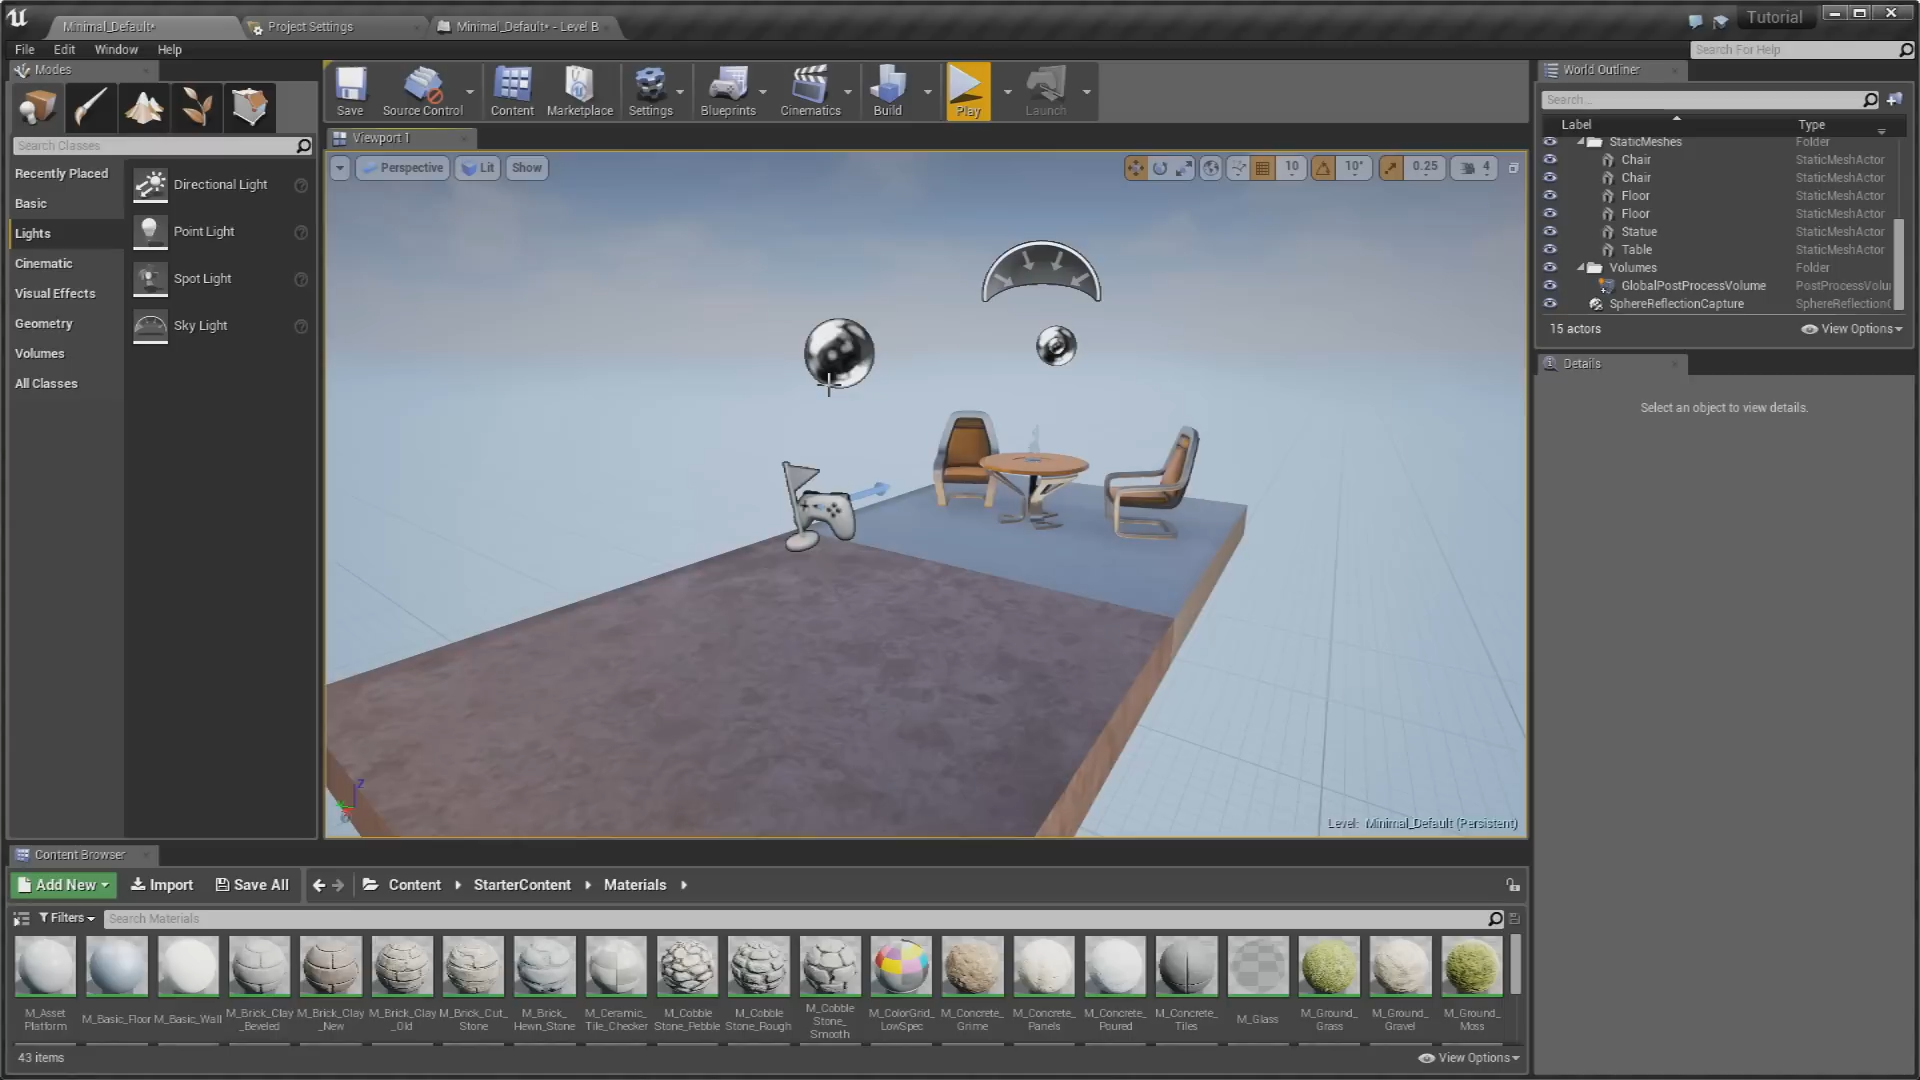 Minimal_Default*
Project Settings
Minimal_Default* - Level B
Tutorial
File Edit Window Help
Search For Help
Modes
Save
Source Control
Content
Marketplace
Settings
Blueprints
Cinematics
Build
Play
Launch
World Outliner
Search...
Label Type
StaticMeshes Folder
Chair StaticMeshActor
Chair StaticMeshActor
Floor StaticMeshActor
Floor StaticMeshActor
Statue StaticMeshActor
Table StaticMeshActor
Volumes Folder
GlobalPostProcessVolume PostProcessVolu
SphereReflectionCapture SphereReflectionC
15 actors
View Options
Details
Select an object to view details.
Search Classes
Recently Placed
Basic
Lights
Cinematic
Visual Effects
Geometry
Volumes
All Classes
Directional Light
Point Light
Spot Light
Sky Light
Viewport 1
Perspective
Lit
Show
10
10°
0.25
4
Z
Level: Minimal_Default (Persistent)
Content Browser
Add New
Import
Save All
Content
StarterContent
Materials
Filters
Search Materials
M_Asset
Platform
M_Basic_Floor
M_Basic_Wall
M_Brick_Clay
_Beveled
M_Brick_Clay
_New
M_Brick_Clay
_Old
M_Brick_Cut_
Stone
M_Brick_
Hewn_Stone
M_Ceramic_
Tile_Checker
M_Cobble
Stone_Pebble
M_Cobble
Stone_Rough
M_Cobble
Stone_
Smooth
M_ColorGrid_
LowSpec
M_Concrete_
Grime
M_Concrete_
Panels
M_Concrete_
Poured
M_Concrete_
Tiles
M_Glass
M_Ground_
Grass
M_Ground_
Gravel
M_Ground_
Moss
43 items
View Options